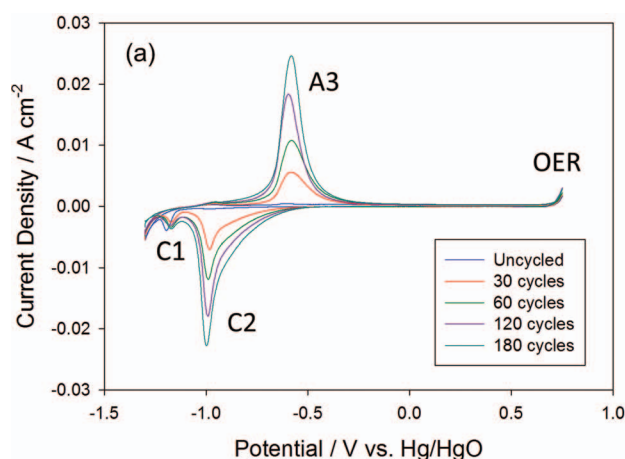 (a)
0.03
0.02
0.01
0.00
-0.01
-0.02
-0.03
Current Density / A cm⁻²
A3
OER
C1
C2
Uncycled
30 cycles
60 cycles
120 cycles
180 cycles
-1.5
-1.0
-0.5
0.0
0.5
1.0
Potential / V vs. Hg/HgO